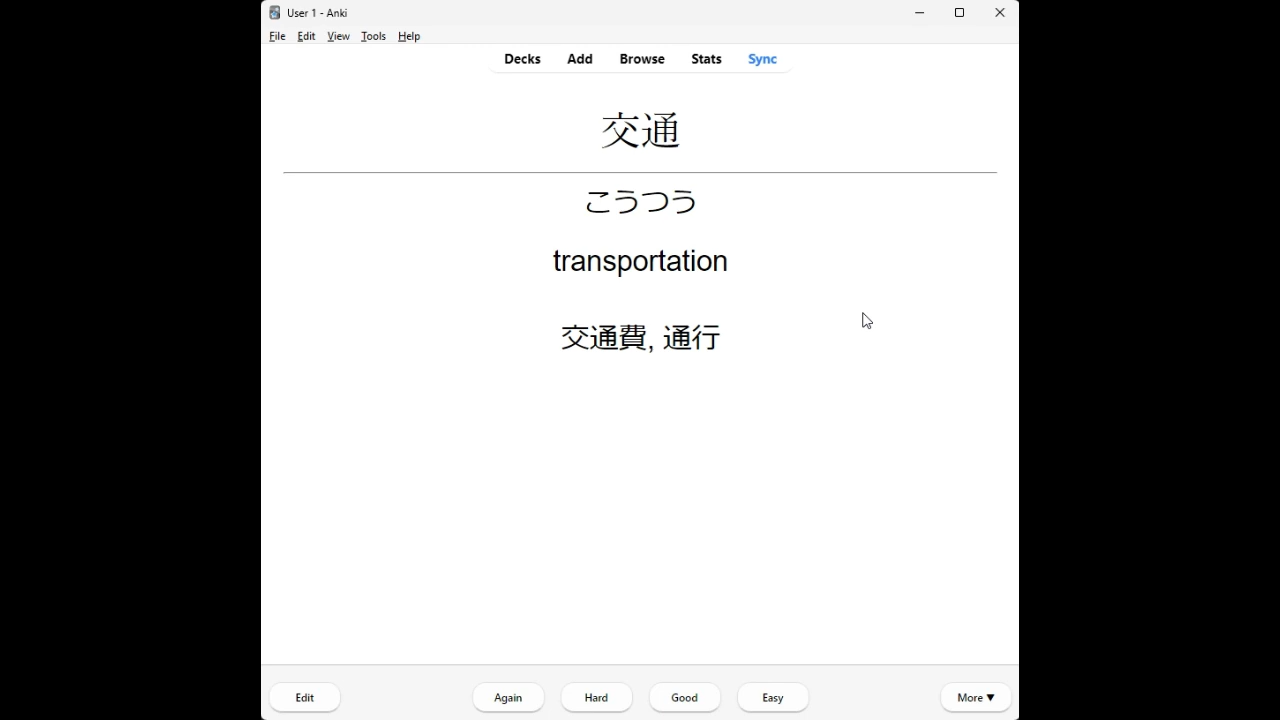 User 1 - Anki
File Edit View Tools Help
Decks Add Browse Stats Sync
交通
こうつう
transportation
交通費, 通行
Edit Again Hard Good Easy More ▼